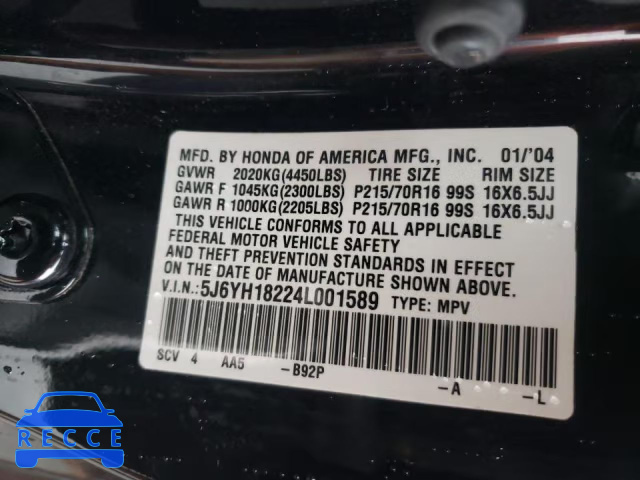 MFD. BY HONDA OF AMERICA MFG., INC. 01/'04
GVWR 2020KG(4450LBS) TIRE SIZE RIM SIZE
GAWR F 1045KG(2300LBS) P215/70R16 99S 16X6.5JJ
GAWR R 1000KG(2205LBS) P215/70R16 99S 16X6.5JJ
THIS VEHICLE CONFORMS TO ALL APPLICABLE
FEDERAL MOTOR VEHICLE SAFETY
AND THEFT PREVENTION STANDARDS IN EFFECT
ON THE DATE OF MANUFACTURE SHOWN ABOVE.
V.I.N.: 5J6YH18224L001589 TYPE: MPV
SCV 4 AA5 -B92P -A -L
RECCE .COM